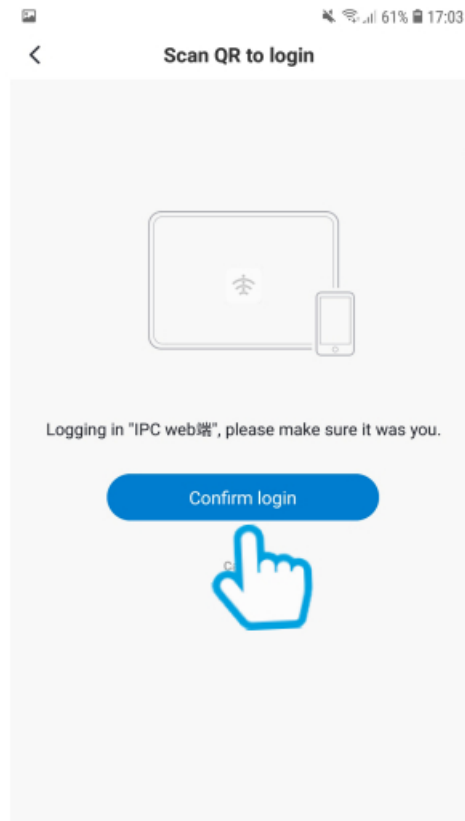 61% 17:03
Scan QR to login
Logging in "IPC web端", please make sure it was you.
Confirm login